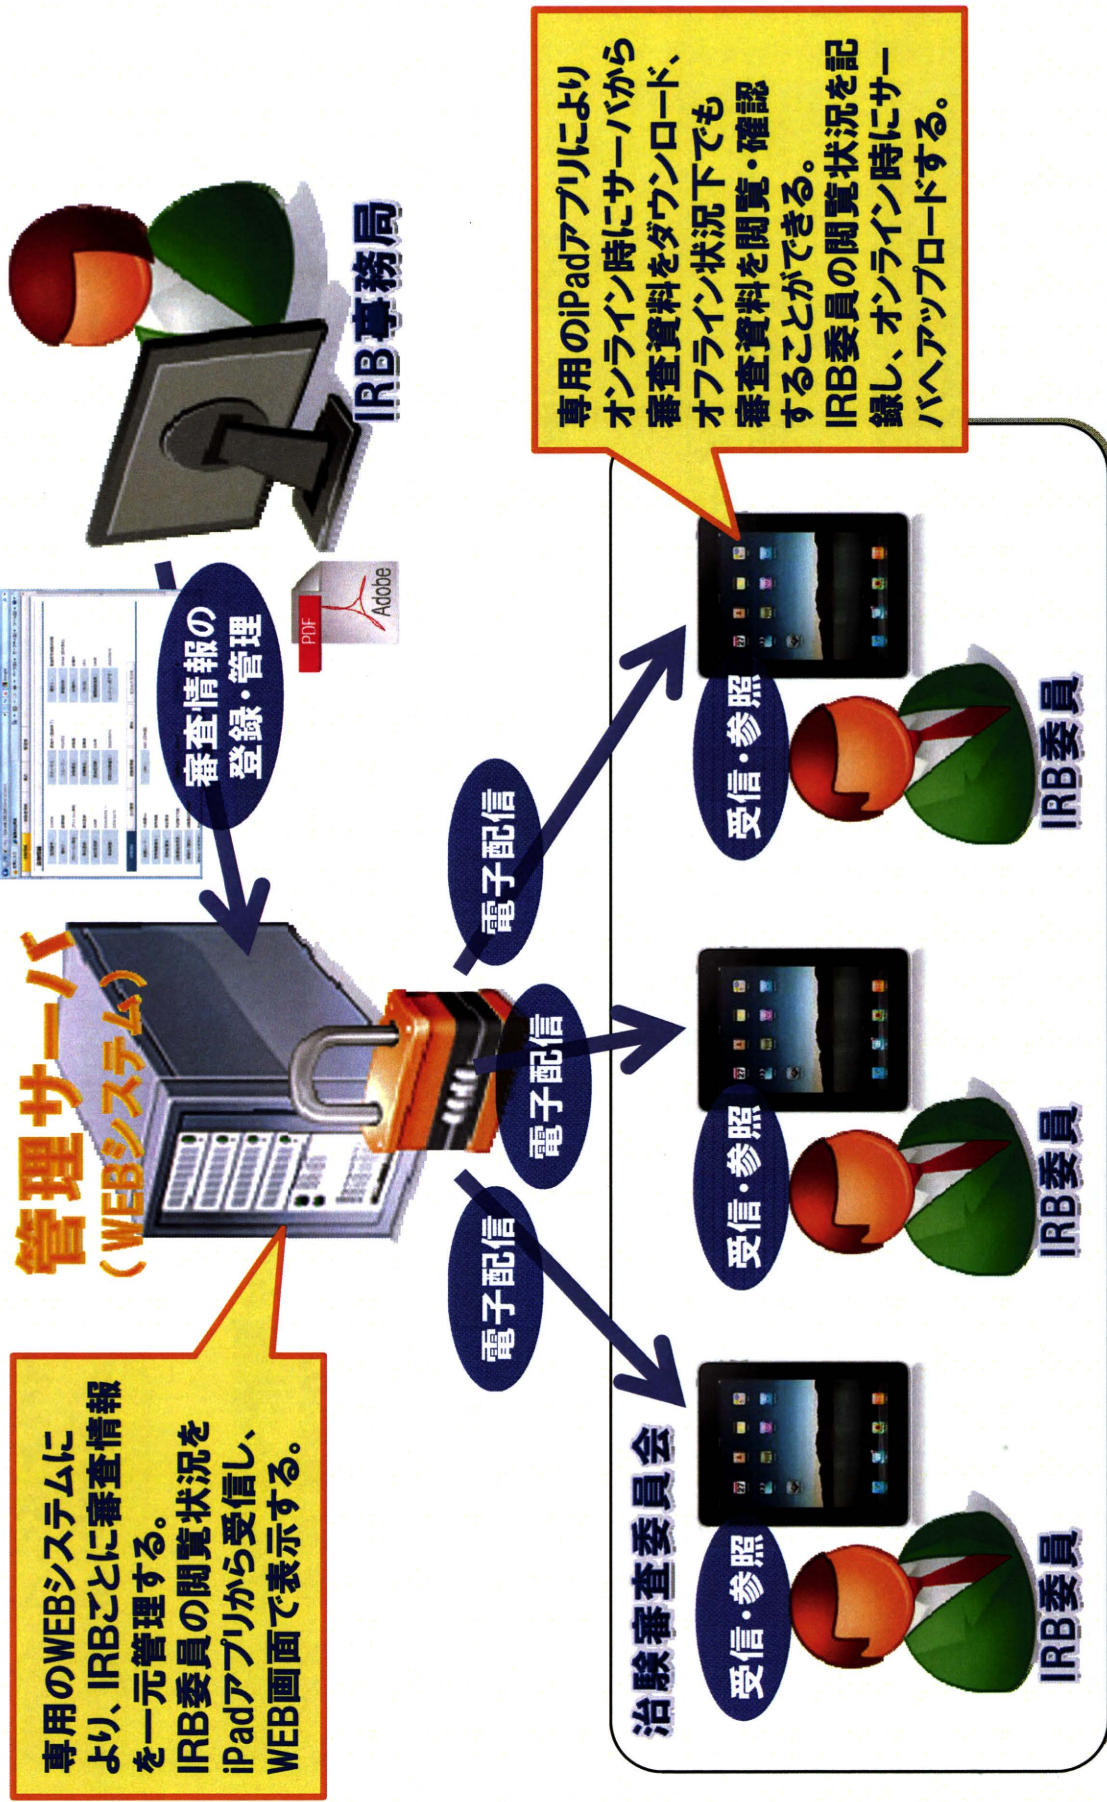 管理サーバ
(WEBシステム)
専用のWEBシステムに
より、IRBごとに審査情報
を一元管理する。
IRB委員の閲覧状況を
iPadアプリから受信し、
WEB画面で表示する。
審査情報の
登録・管理
PDF
Adobe
IRB事務局
電子配信
電子配信
電子配信
専用のiPadアプリにより
オンライン時にサーバから
審査資料をダウンロード、
オフライン状況下でも
審査資料を閲覧・確認
することができる。
IRB委員の閲覧状況を記
録し、オンライン時にサー
バへアップロードする。
治験審査委員会
受信・参照
IRB委員
受信・参照
IRB委員
受信・参照
IRB委員